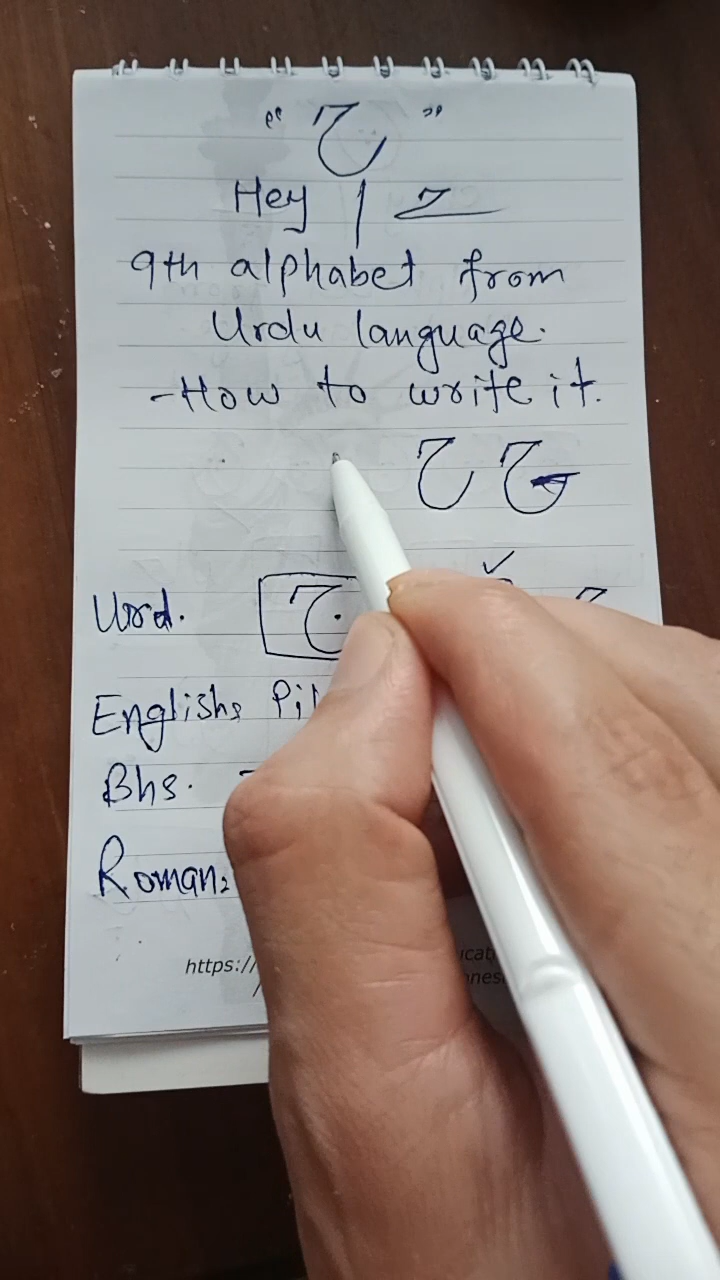 " ح "
Hey | ح
9th alphabet from
Urdu language.
-How to write it.
ح ح
Urd.
English:
Bhs.
Roman:
https://